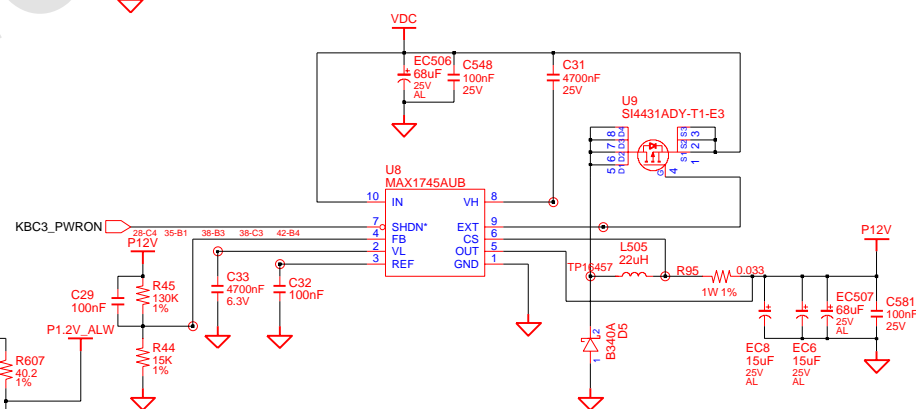 VDC
EC506
68uF
25V
AL
C548
100nF
25V
C31
4700nF
25V
U9
SI4431ADY-T1-E3
D4 8
D3 7
D2 6
D1 5
S3 3
S2 2
S1 1
G 4
U8
MAX1745AUB
10 IN
VH 8
KBC3_PWRON
28-C4 35-B1 38-B3 38-C3 42-B4
7 SHDN*
EXT 9
4 FB
CS 6
2 VL
OUT 5
3 REF
GND 1
P12V
C29
100nF
R45
130K
1%
C33
4700nF
6.3V
C32
100nF
P1.2V_ALW
R44
15K
1%
R607
40.2
1%
TP16457
L505
22uH
R95
0.033
1W 1%
P12V
B340A
D5
2
1
EC8
15uF
25V
AL
EC6
15uF
25V
AL
EC507
68uF
25V
AL
C581
100nF
25V